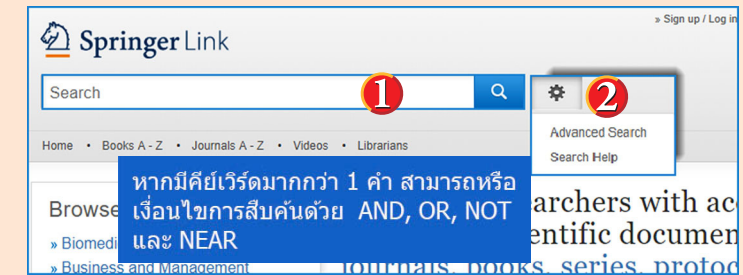 » Sign up / Log in
Springer Link
Search
1
2
Advanced Search
Search Help
Home • Books A - Z • Journals A - Z • Videos • Librarians
หากมีคีย์เวิร์ดมากกว่า 1 คำ สามารถหรือ
เงื่อนไขการสืบค้นด้วย AND, OR, NOT
และ NEAR
Browse
archers with ac
» Biomedi
entific documen
» Business and Management
journals, books, series, protoc